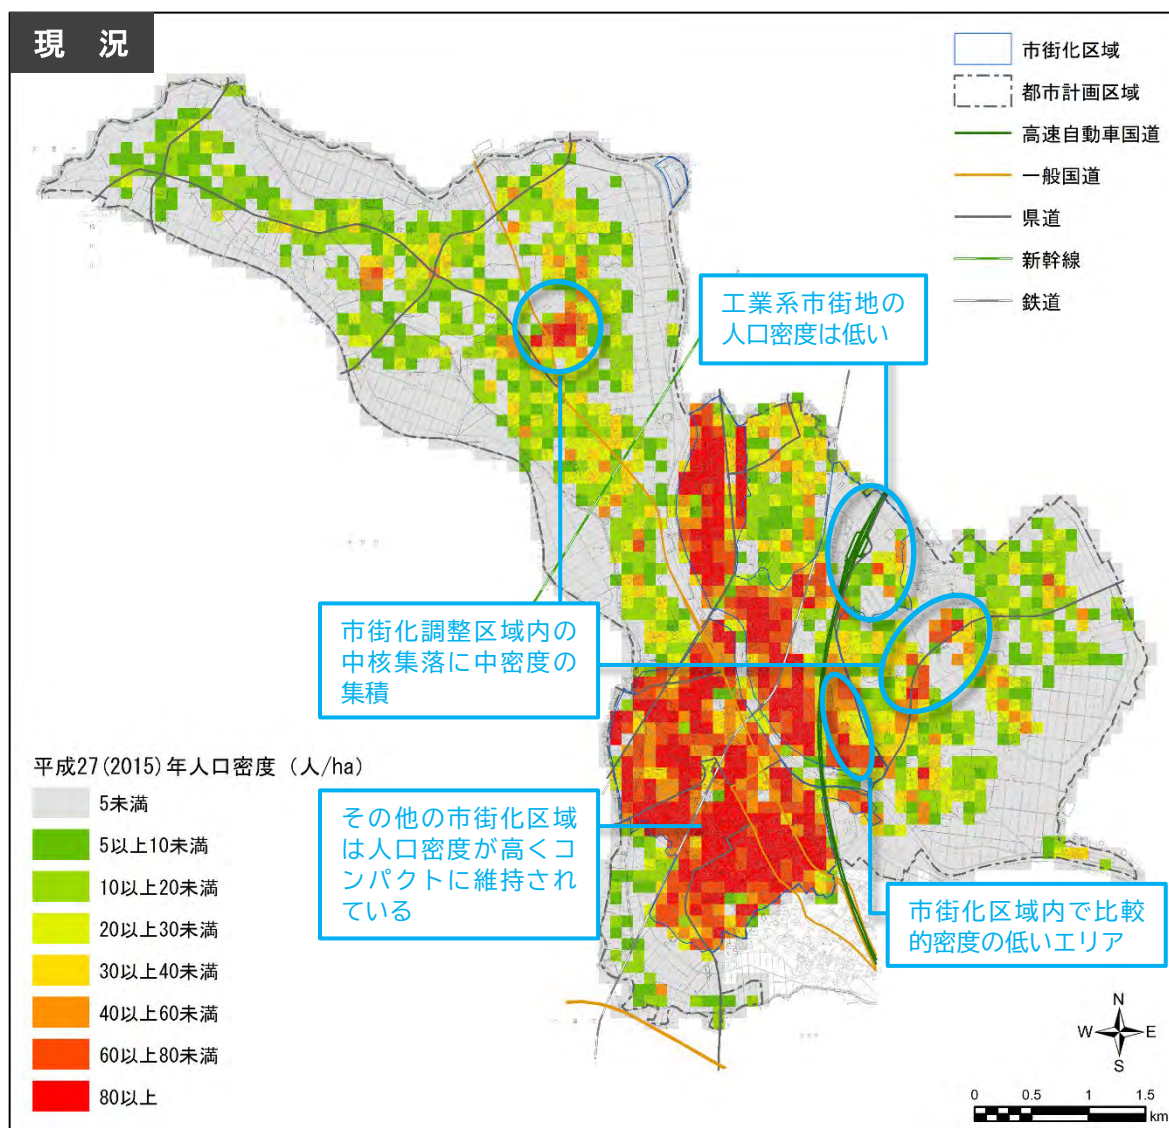 現 況
市街化区域
都市計画区域
高速自動車国道
一般国道
県道
新幹線
鉄道
工業系市街地の
人口密度は低い
市街化調整区域内の
中核集落に中密度の
集積
その他の市街化区域
は人口密度が高くコ
ンパクトに維持され
ている
市街化区域内で比較
的密度の低いエリア
平成27(2015)年人口密度 (人/ha)
5未満
5以上10未満
10以上20未満
20以上30未満
30以上40未満
40以上60未満
60以上80未満
80以上
N
W E
S
0 0.5 1 1.5
km